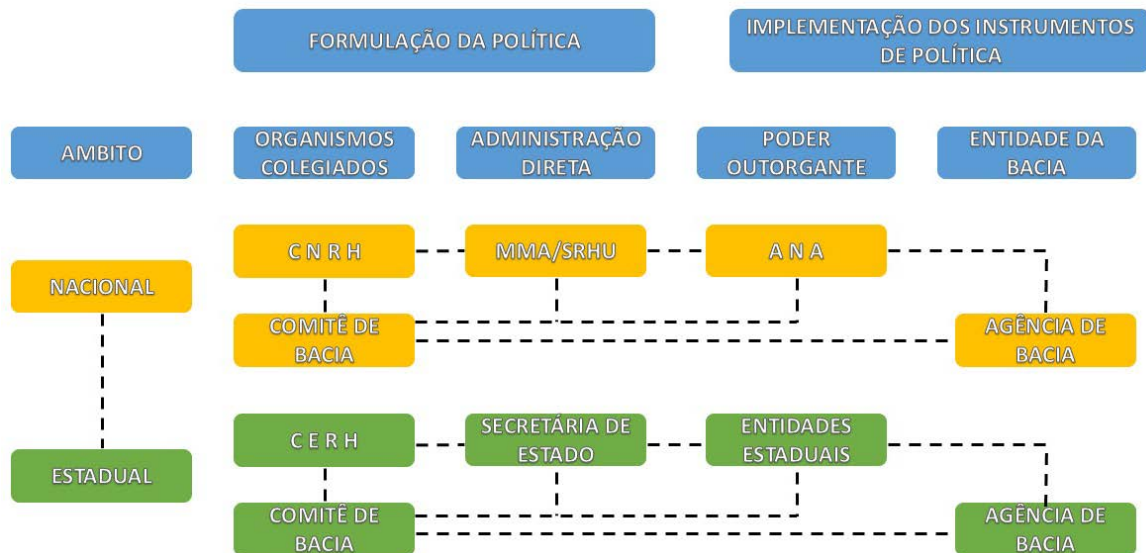 FORMULAÇÃO DA POLÍTICA
IMPLEMENTAÇÃO DOS INSTRUMENTOS
DE POLÍTICA
AMBITO
ORGANISMOS
COLEGIADOS
ADMINISTRAÇÃO
DIRETA
PODER
OUTORGANTE
ENTIDADE DA
BACIA
NACIONAL
C N R H
MMA/SRHU
A N A
COMITÊ DE
BACIA
AGÊNCIA DE
BACIA
ESTADUAL
C E R H
SECRETÁRIA DE
ESTADO
ENTIDADES
ESTADUAIS
COMITÊ DE
BACIA
AGÊNCIA DE
BACIA